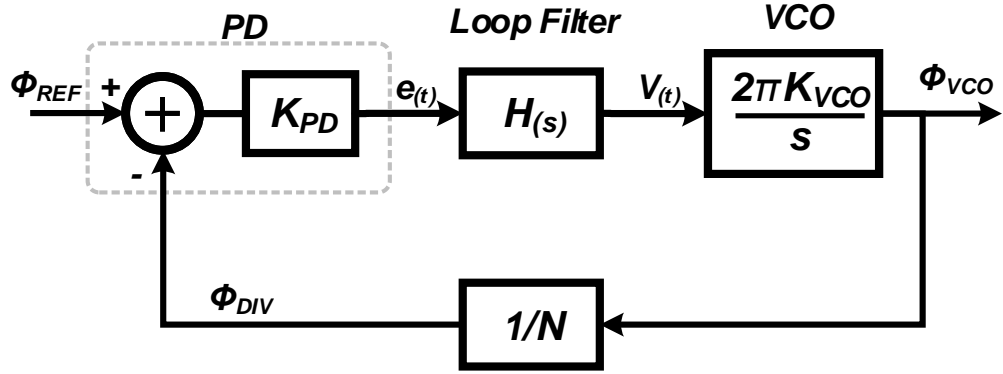 PD
Loop Filter
VCO
Φ_REF
+
+
-
K_PD
e_(t)
H_(s)
V_(t)
2π K_VCO
s
Φ_VCO
Φ_DIV
1/N